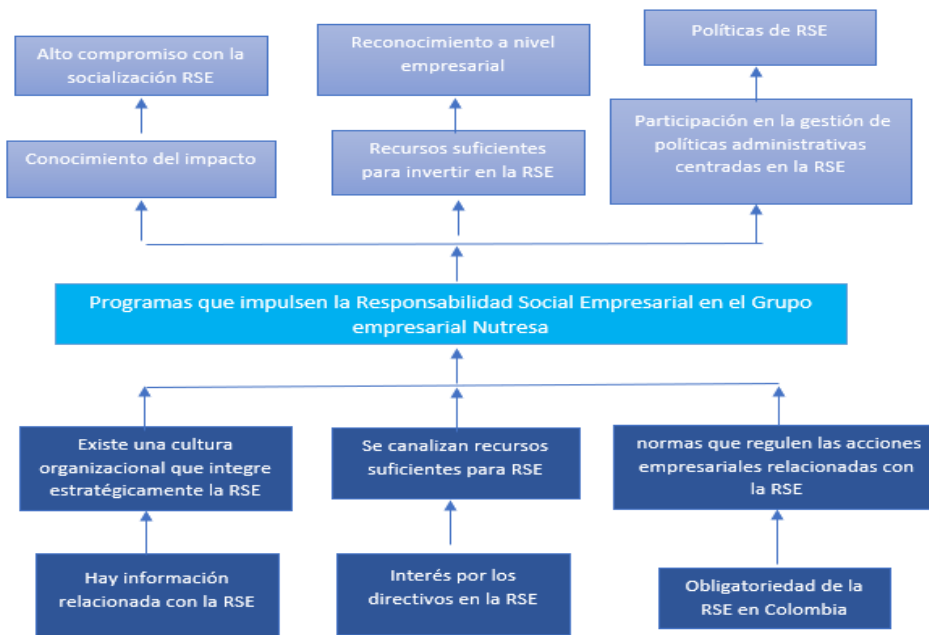 Alto compromiso con la
socialización RSE
Reconocimiento a nivel
empresarial
Políticas de RSE
Conocimiento del impacto
Recursos suficientes
para invertir en la RSE
Participación en la gestión de
políticas administrativas
centradas en la RSE
Programas que impulsen la Responsabilidad Social Empresarial en el Grupo
empresarial Nutresa
Existe una cultura
organizacional que integre
estratégicamente la RSE
Se canalizan recursos
suficientes para RSE
normas que regulen las acciones
empresariales relacionadas con
la RSE
Hay información
relacionada con la RSE
Interés por los
directivos en la RSE
Obligatoriedad de la
RSE en Colombia